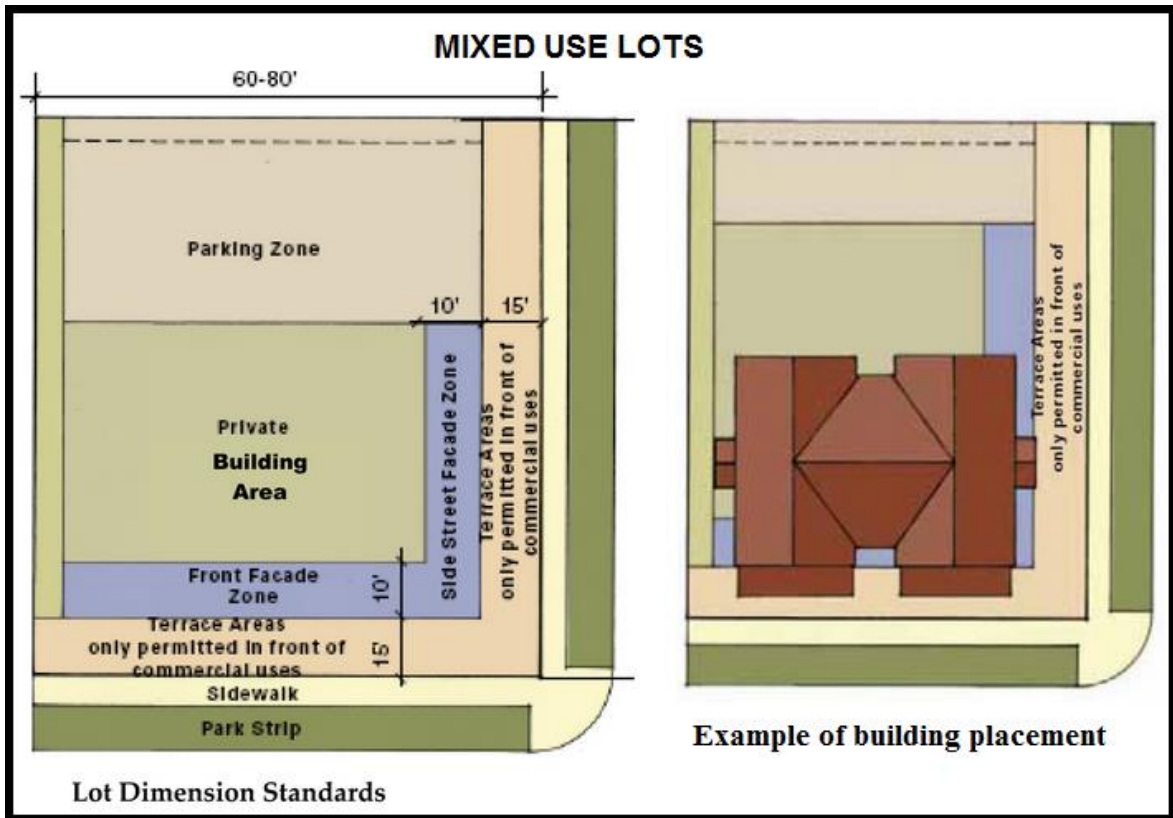 MIXED USE LOTS
60-80'
Parking Zone
10'
15'
Private
Building
Area
Side Street Facade Zone
Terrace Areas
only permitted in front of
commercial uses
Front Facade
Zone
10'
Terrace Areas
only permitted in front of
commercial uses
15'
Sidewalk
Park Strip
Lot Dimension Standards
Terrace Areas
only permitted in front of
commercial uses
Example of building placement